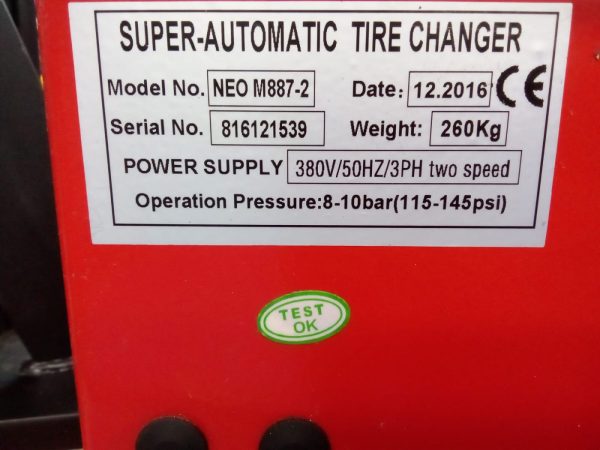 SUPER-AUTOMATIC TIRE CHANGER
Model No. NEO M887-2 Date: 12.2016 CE
Serial No. 816121539 Weight: 260Kg
POWER SUPPLY 380V/50HZ/3PH two speed
Operation Pressure:8-10bar(115-145psi)
TEST
OK